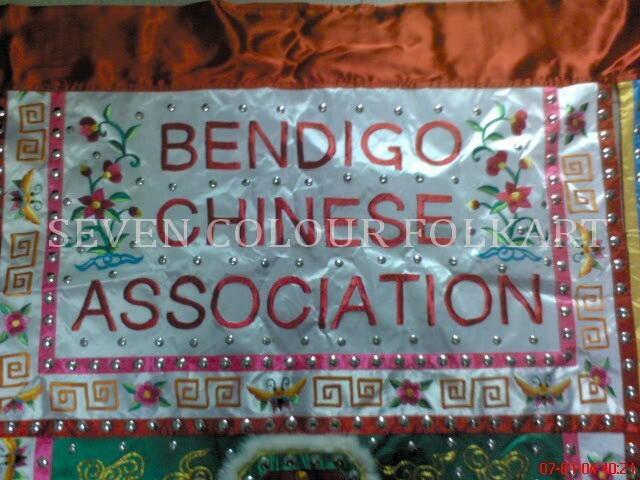 BENDIGO
CHINESE
SEVEN COLOUR FOLKART
ASSOCIATION